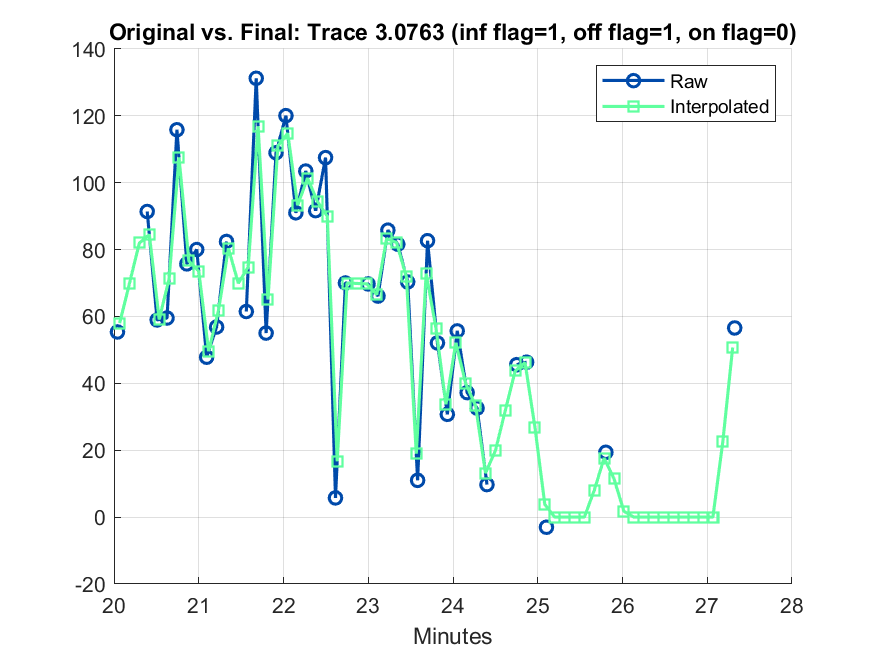 Original vs. Final: Trace 3.0763 (inf flag=1, off flag=1, on flag=0)
140
120
100
80
60
40
20
0
-20
Raw
Interpolated
20 21 22 23 24 25 26 27 28
Minutes